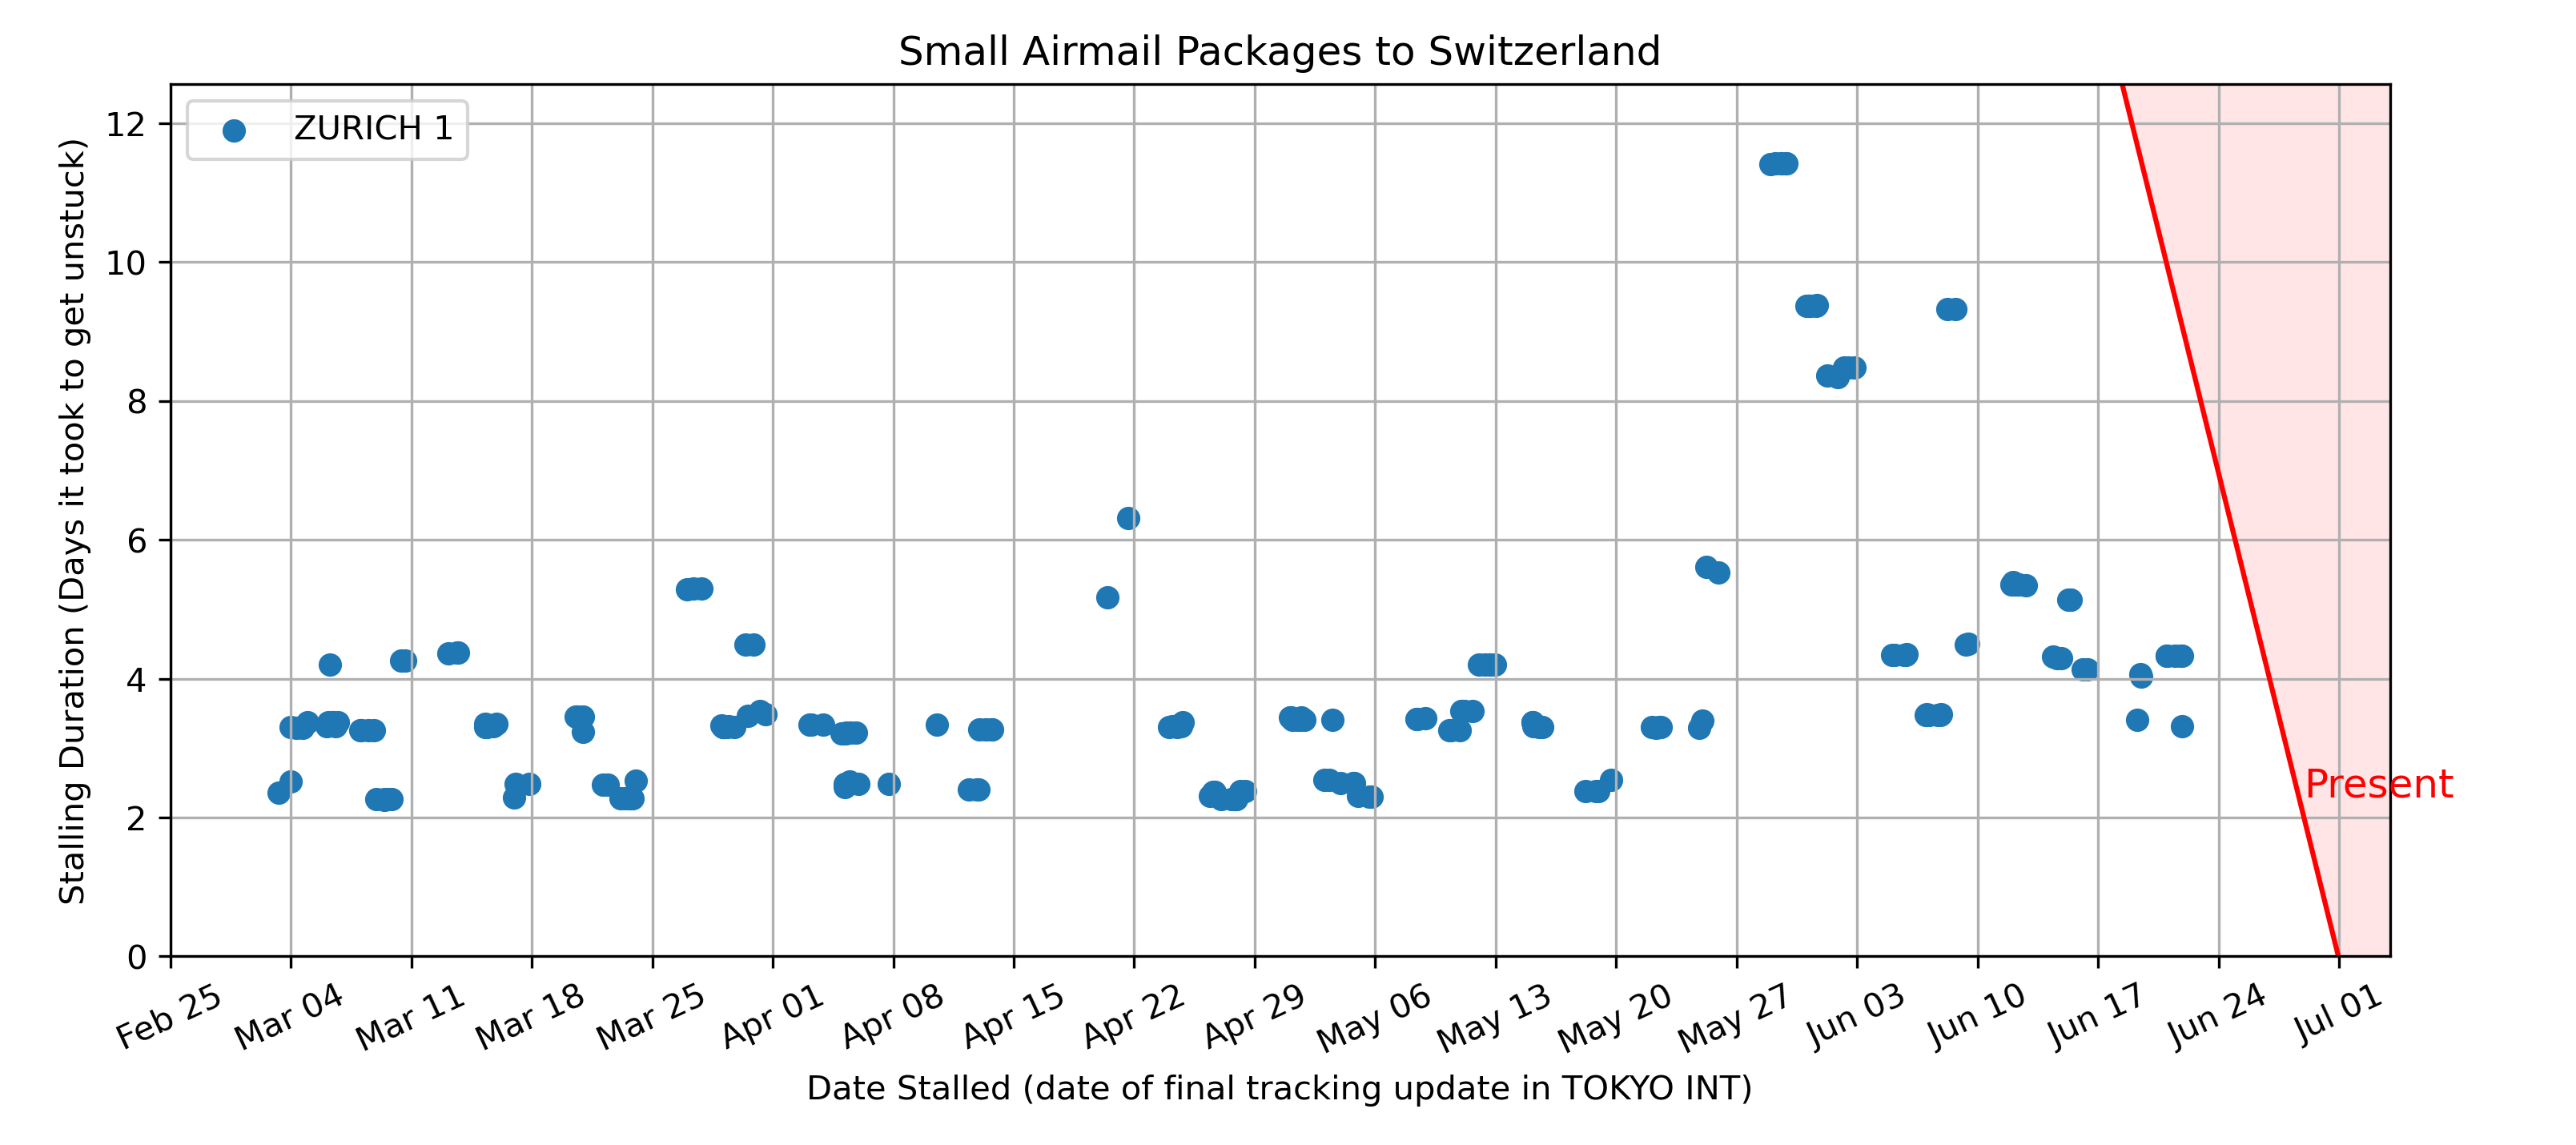 Small Airmail Packages to Switzerland
ZURICH 1
Stalling Duration (Days it took to get unstuck)
12
10
8
6
4
2
0
Present
Feb 25
Mar 04
Mar 11
Mar 18
Mar 25
Apr 01
Apr 08
Apr 15
Apr 22
Apr 29
May 06
May 13
May 20
May 27
Jun 03
Jun 10
Jun 17
Jun 24
Jul 01
Date Stalled (date of final tracking update in TOKYO INT)